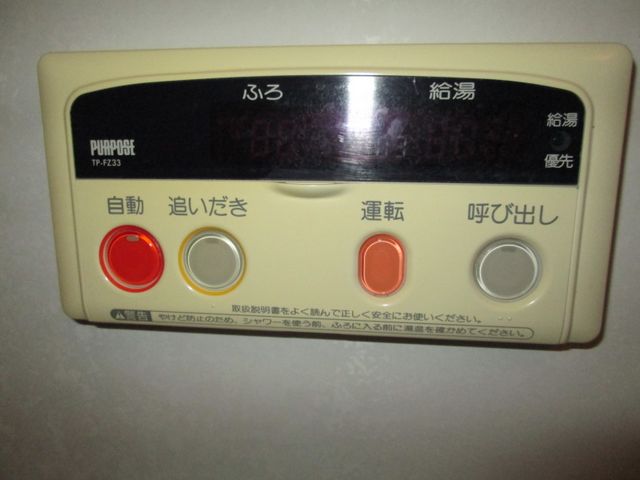 ふろ 給湯
給湯
優先
PURPOSE
TP-FZ33
自動 追いだき 運転 呼び出し
取扱説明書をよく読んで正しく安全にお使いください。
警告 やけど防止のため、シャワーを使う前、ふろに入る前に湯温を確かめてください。